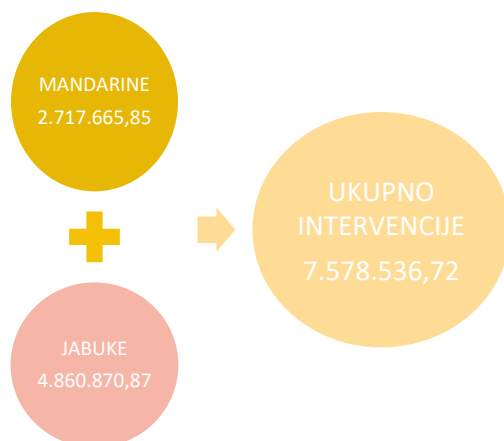 MANDARINE
2.717.665,85
JABUKE
4.860.870,87
UKUPNO
INTERVENCIJE
7.578.536,72